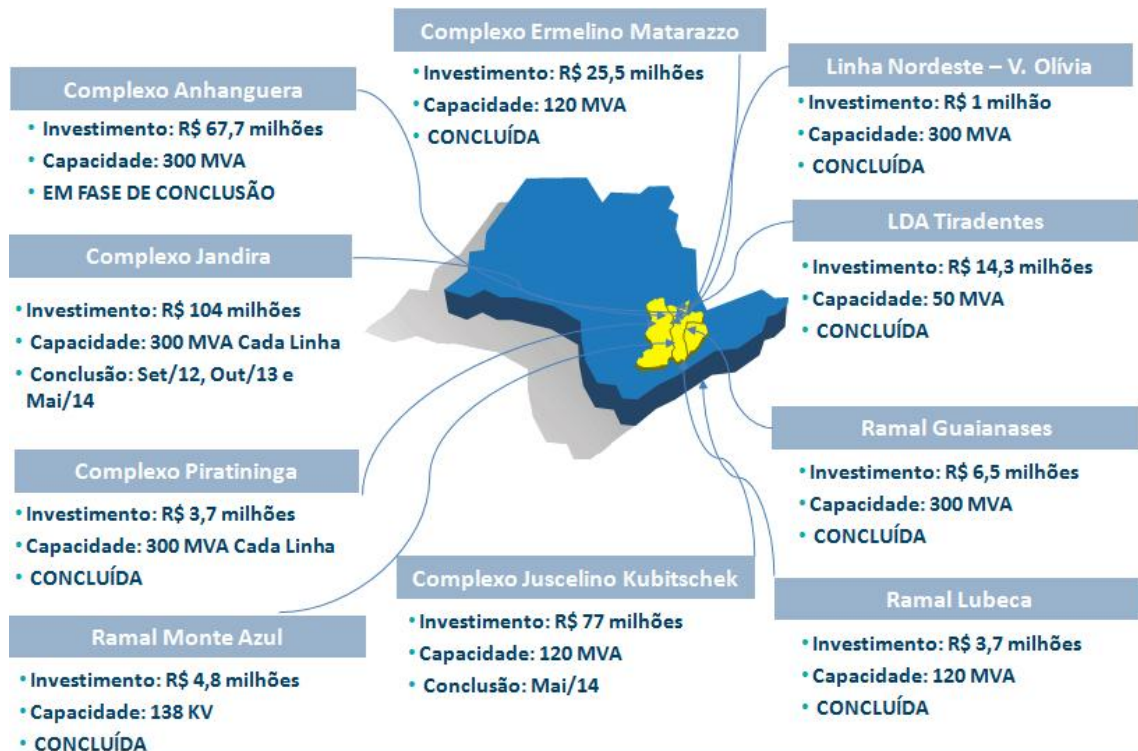 Complexo Ermelino Matarazzo
• Investimento: R$ 25,5 milhões
• Capacidade: 120 MVA
• CONCLUÍDA
Linha Nordeste – V. Olívia
• Investimento: R$ 1 milhão
• Capacidade: 300 MVA
• CONCLUÍDA
Complexo Anhanguera
• Investimento: R$ 67,7 milhões
• Capacidade: 300 MVA
• EM FASE DE CONCLUSÃO
LDA Tiradentes
• Investimento: R$ 14,3 milhões
• Capacidade: 50 MVA
• CONCLUÍDA
Complexo Jandira
• Investimento: R$ 104 milhões
• Capacidade: 300 MVA Cada Linha
• Conclusão: Set/12, Out/13 e
Mai/14
Ramal Guaianases
• Investimento: R$ 6,5 milhões
• Capacidade: 300 MVA
• CONCLUÍDA
Complexo Piratininga
• Investimento: R$ 3,7 milhões
• Capacidade: 300 MVA Cada Linha
• CONCLUÍDA
Complexo Juscelino Kubitschek
• Investimento: R$ 77 milhões
• Capacidade: 120 MVA
• Conclusão: Mai/14
Ramal Lubeca
• Investimento: R$ 3,7 milhões
• Capacidade: 120 MVA
• CONCLUÍDA
Ramal Monte Azul
• Investimento: R$ 4,8 milhões
• Capacidade: 138 KV
• CONCLUÍDA